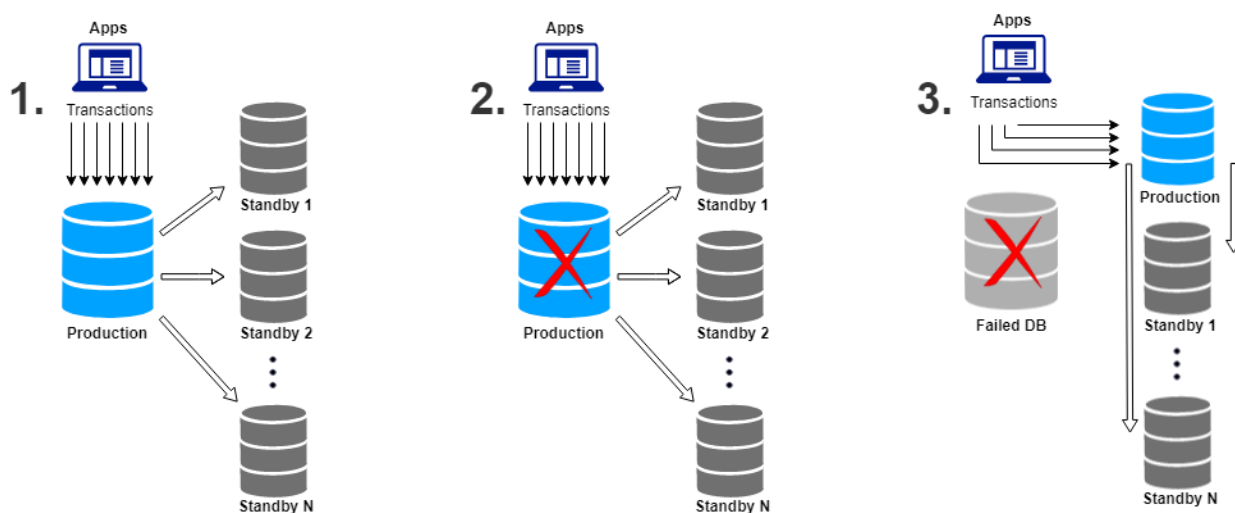 1.
Apps
Transactions
Standby 1
Standby 2
Production
Standby N
2.
Apps
Transactions
Standby 1
Standby 2
Production
Standby N
3.
Apps
Transactions
Production
Failed DB
Standby 1
Standby N